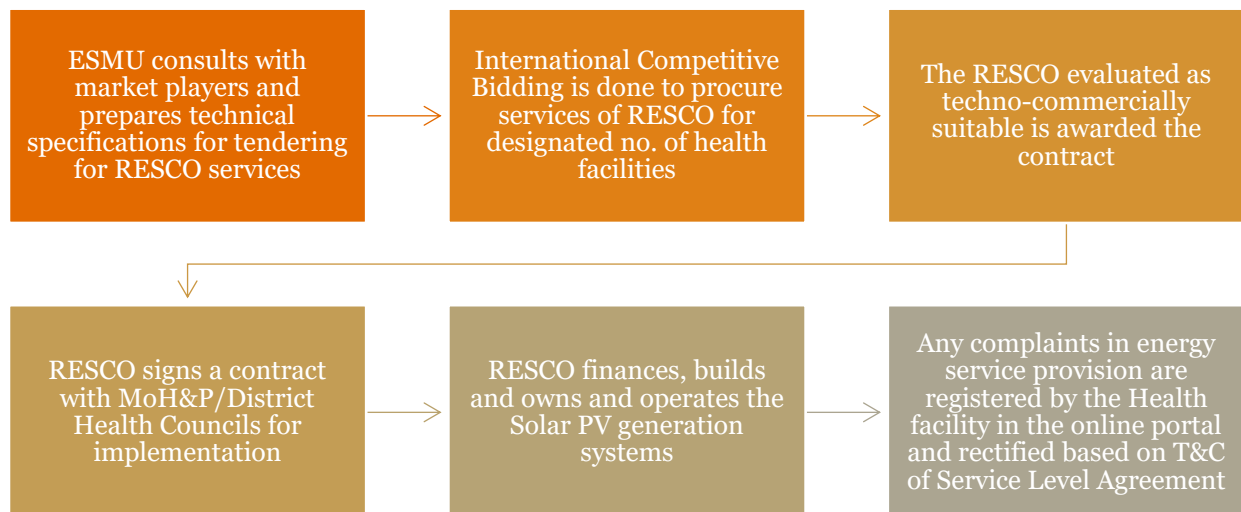 ESMU consults with
market players and
prepares technical
specifications for tendering
for RESCO services
International Competitive
Bidding is done to procure
services of RESCO for
designated no. of health
facilities
The RESCO evaluated as
techno-commercially
suitable is awarded the
contract
RESCO signs a contract
with MoH&P/District
Health Councils for
implementation
RESCO finances, builds
and owns and operates the
Solar PV generation
systems
Any complaints in energy
service provision are
registered by the Health
facility in the online portal
and rectified based on T&C
of Service Level Agreement